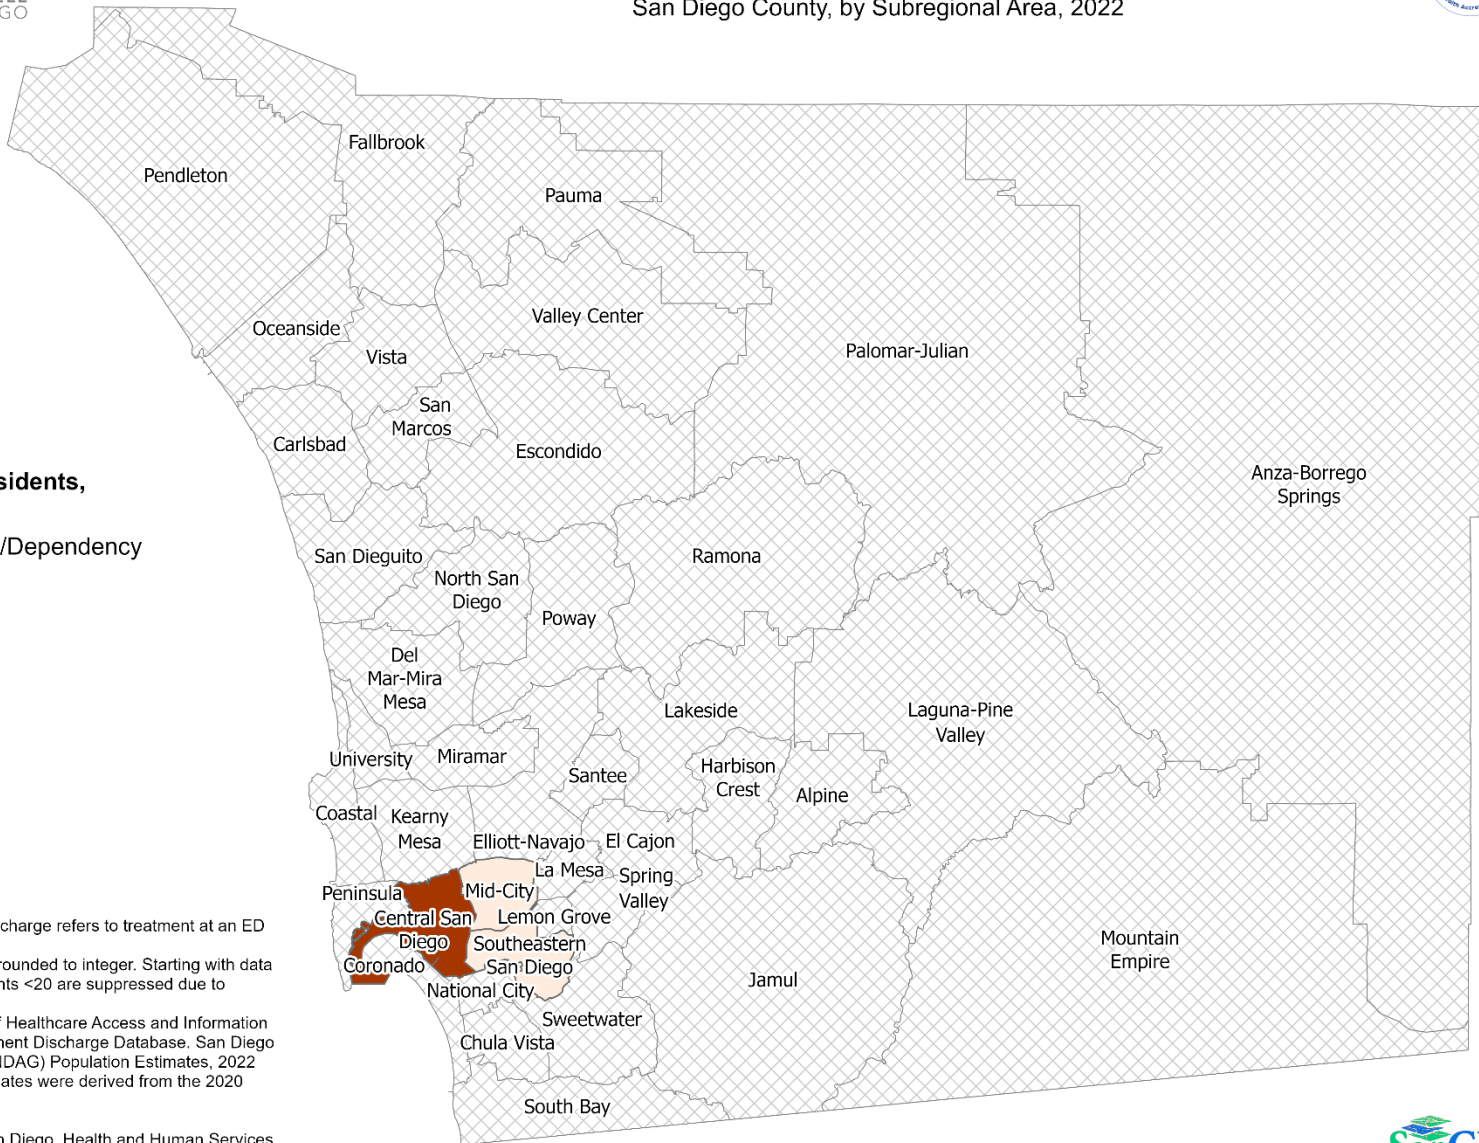 GO
San Diego County, by Subregional Area, 2022
Fallbrook
Pendleton
Pauma
Oceanside
Valley Center
Vista
Palomar-Julian
San
Marcos
Carlsbad
Escondido
Anza-Borrego
Springs
sidents,
/Dependency
San Dieguito
North San
Diego
Ramona
Poway
Del
Mar-Mira
Mesa
Lakeside
Laguna-Pine
Valley
University
Miramar
Santee
Harbison
Crest
Alpine
Coastal
Kearny
Mesa
Elliott-Navajo
El Cajon
La Mesa
Spring
Valley
Peninsula
Mid-City
Central San
Diego
Lemon Grove
Southeastern
San Diego
Coronado
National City
Jamul
Mountain
Empire
Sweetwater
Chula Vista
South Bay
charge refers to treatment at an ED
rounded to integer. Starting with data
nts <20 are suppressed due to
f Healthcare Access and Information
nent Discharge Database. San Diego
NDAG) Population Estimates, 2022
ates were derived from the 2020
n Diego, Health and Human Services